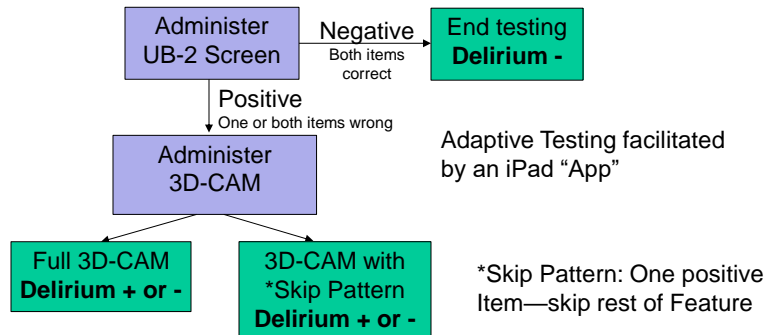 Administer
UB-2 Screen
Negative
Both items
correct
End testing
Delirium -
Positive
One or both items wrong
Administer
3D-CAM
Adaptive Testing facilitated
by an iPad “App”
Full 3D-CAM
Delirium + or -
3D-CAM with
*Skip Pattern
Delirium + or -
*Skip Pattern: One positive
Item—skip rest of Feature